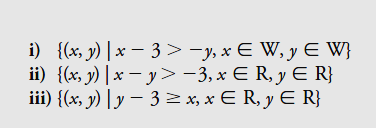 i) {(x, y) | x − 3 > −y, x ∈ W, y ∈ W}
ii) {(x, y) | x − y > −3, x ∈ R, y ∈ R}
iii) {(x, y) | y − 3 ≥ x, x ∈ R, y ∈ R}